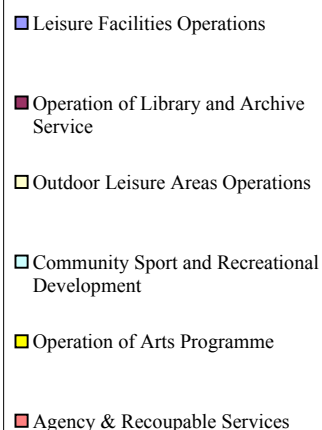 Leisure Facilities Operations
Operation of Library and Archive
Service
Outdoor Leisure Areas Operations
Community Sport and Recreational
Development
Operation of Arts Programme
Agency & Recoupable Services